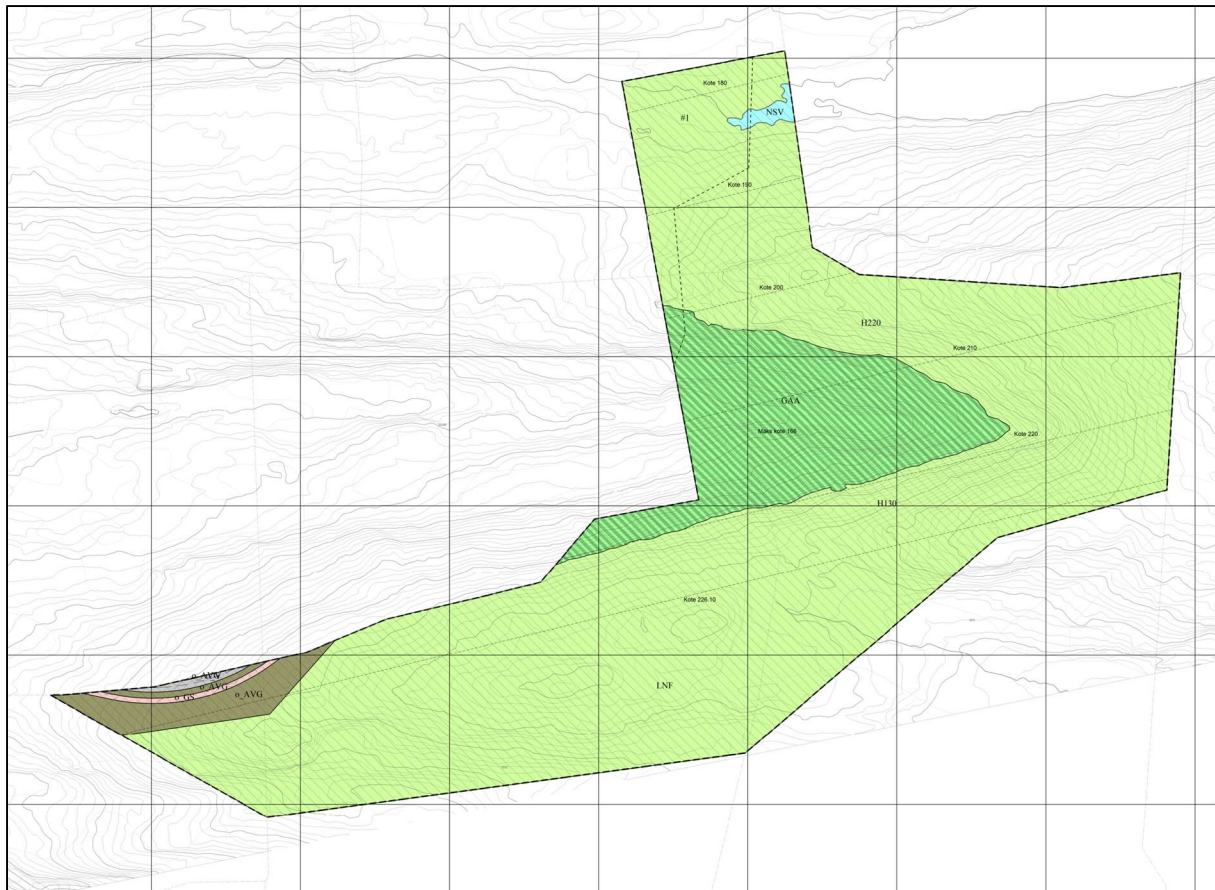 Kote 180
NSV
#1
Kote 190
Kote 200
H220
Kote 210
GAA
Maks kote 166
Kote 220
H130
Kote 226.10
o_AVG
o_GS
o_AVG
LNF